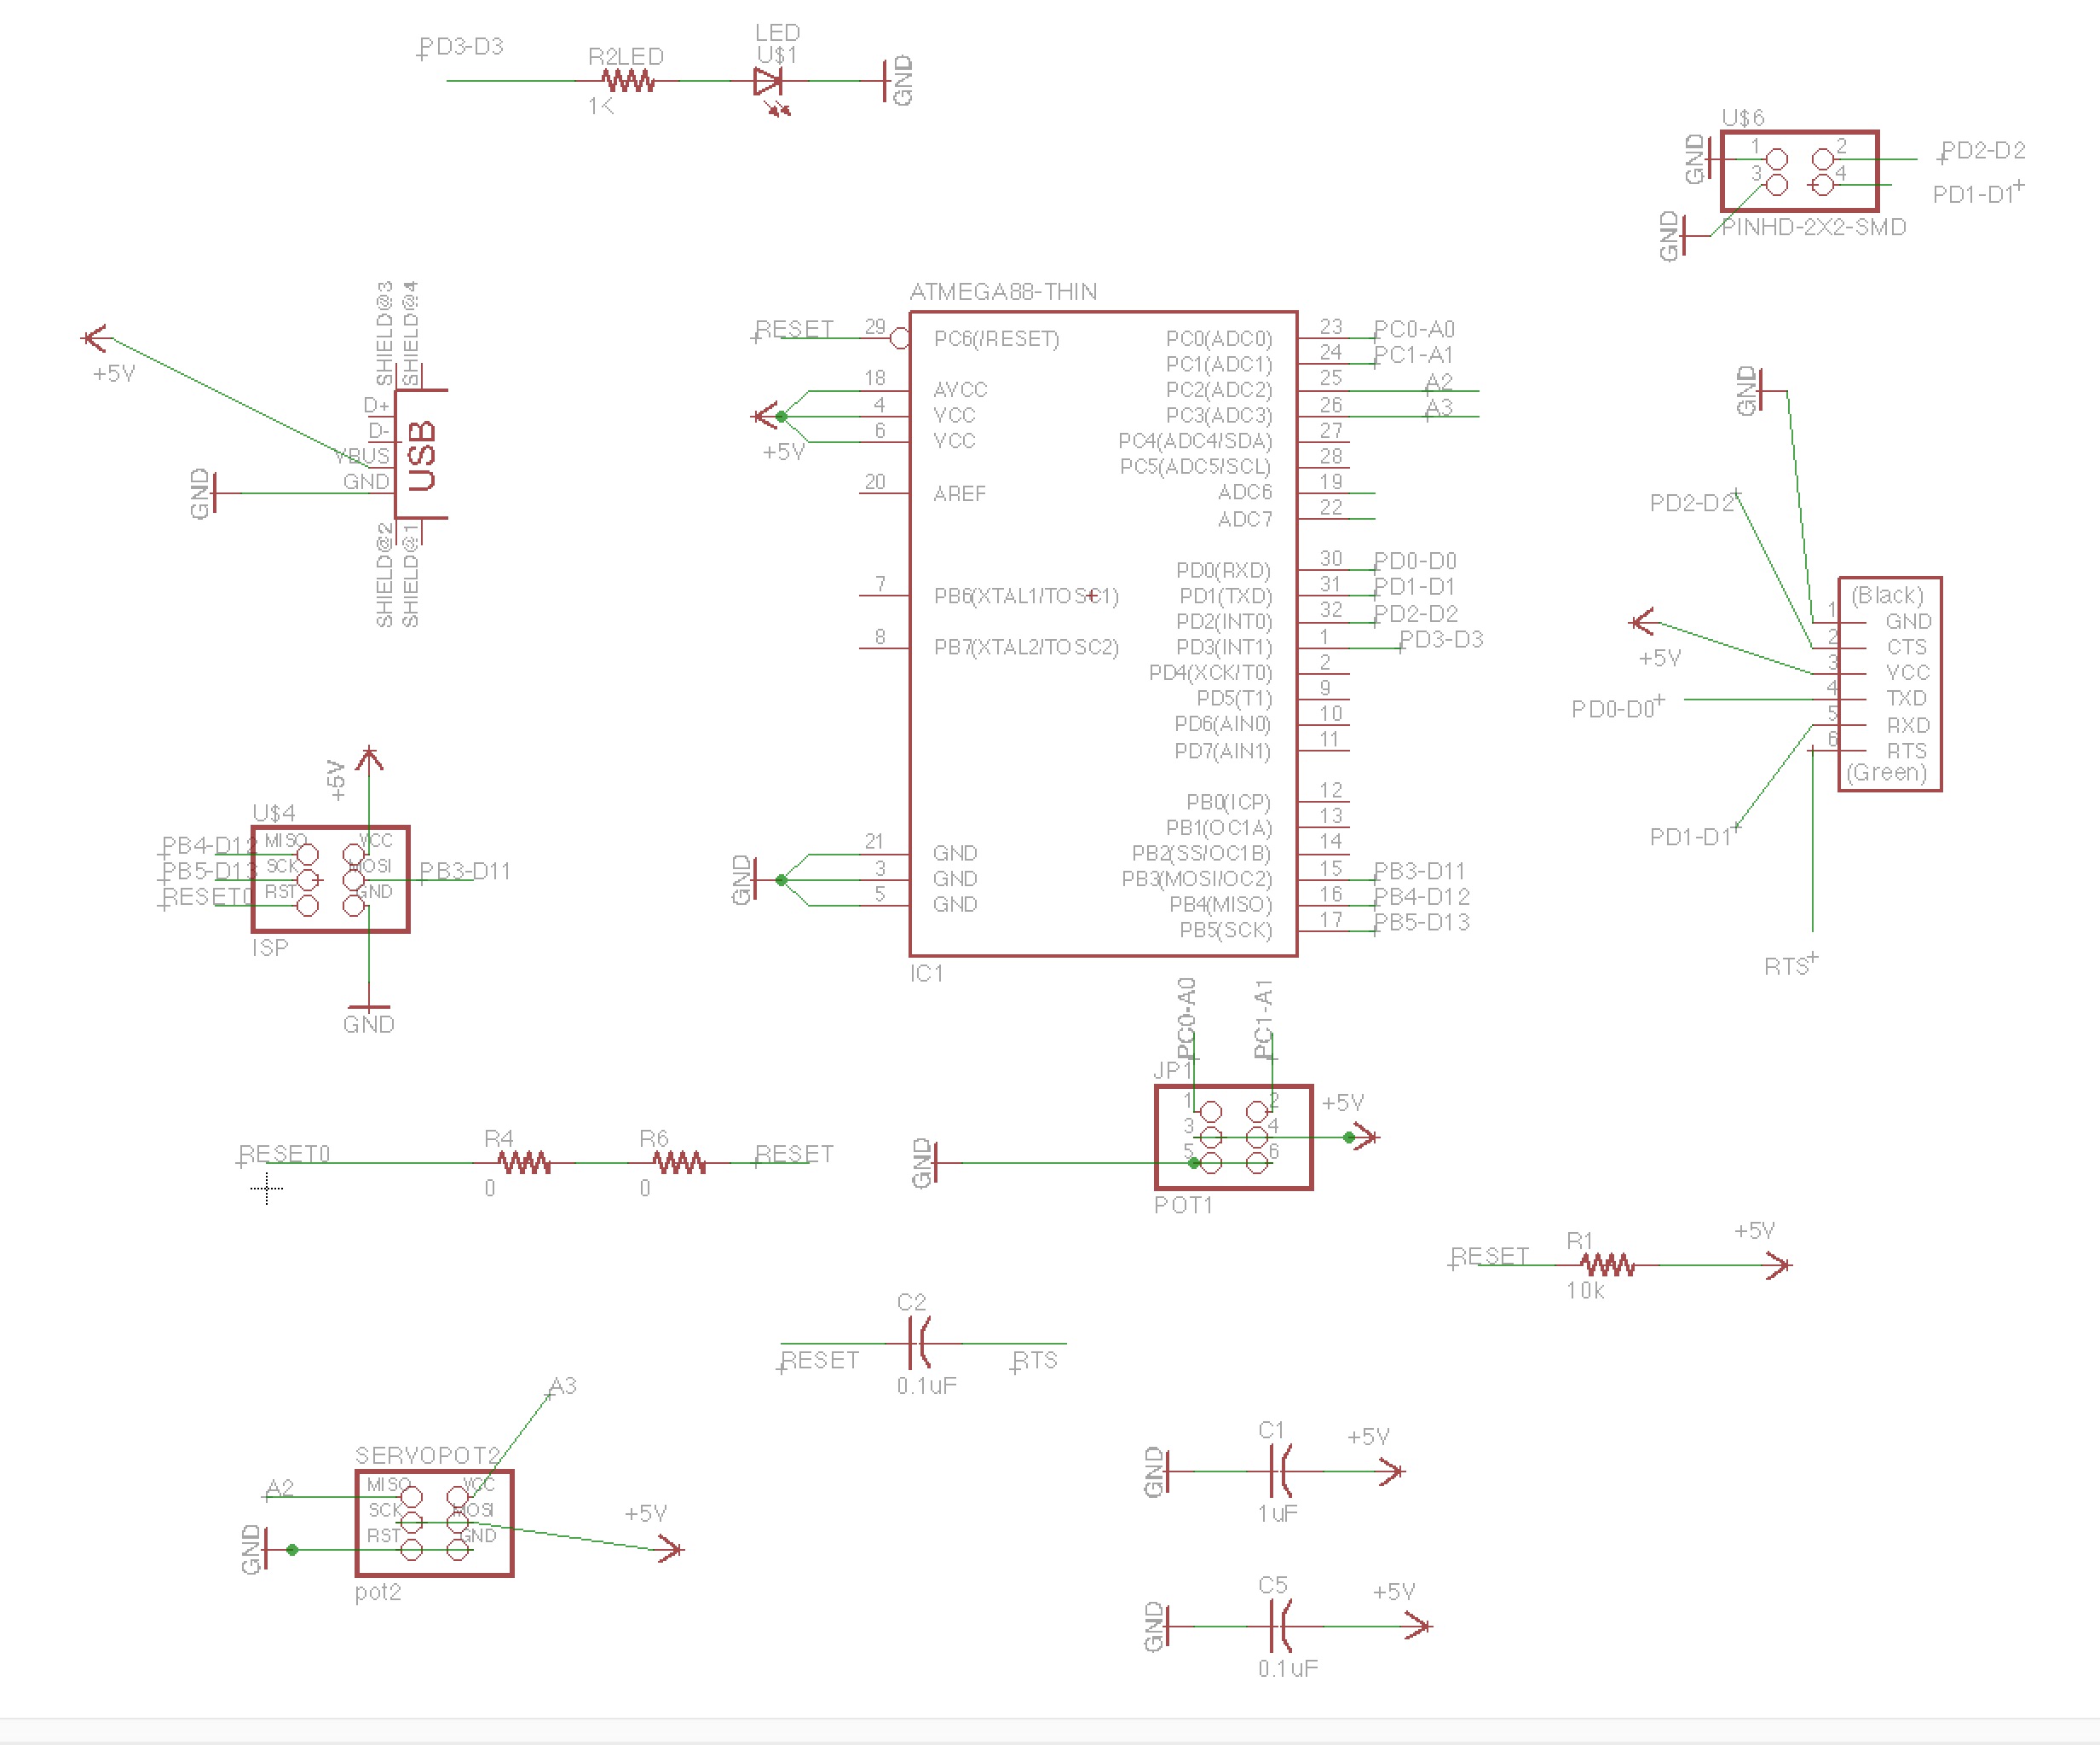 PD3-D3
R2LED
1K
LED
U$1
GND
U$6
GND
1
2
PD2-D2
3
4
PD1-D1
GND
PINHD-2X2-SMD
SHIELD@3
SHIELD@4
+5V
D+
D-
VBUS
GND
GND
USB
SHIELD@2
SHIELD@1
ATMEGA88-THIN
RESET
29
PC6(/RESET)
18
AVCC
4
VCC
6
VCC
+5V
20
AREF
7
PB6(XTAL1/TOSC1)
8
PB7(XTAL2/TOSC2)
21
GND
3
GND
5
GND
GND
PC0(ADC0)
23
PC0-A0
PC1(ADC1)
24
PC1-A1
PC2(ADC2)
25
A2
PC3(ADC3)
26
A3
PC4(ADC4/SDA)
27
PC5(ADC5/SCL)
28
ADC6
19
ADC7
22
PD0(RXD)
30
PD0-D0
PD1(TXD)
31
PD1-D1
PD2(INT0)
32
PD2-D2
PD3(INT1)
1
PD3-D3
PD4(XCK/T0)
2
PD5(T1)
9
PD6(AIN0)
10
PD7(AIN1)
11
PB0(ICP)
12
PB1(OC1A)
13
PB2(SS/OC1B)
14
PB3(MOSI/OC2)
15
PB3-D11
PB4(MISO)
16
PB4-D12
PB5(SCK)
17
PB5-D13
IC1
GND
PD2-D2
+5V
PD0-D0
PD1-D1
RTS
(Black)
1
GND
2
CTS
3
VCC
4
TXD
5
RXD
6
RTS
(Green)
+5V
U$4
PB4-D12
MISO
VCC
PB5-D13
SCK
MOSI
PB3-D11
RESET0
RST
GND
ISP
GND
PC0-A0
PC1-A1
JP1
1
2
3
4
5
6
+5V
GND
POT1
RESET0
R4
0
R6
0
RESET
RESET
R1
10k
+5V
C2
RESET
RTS
0.1uF
A3
SERVOPOT2
A2
MISO
VCC
SCK
MOSI
RST
GND
+5V
GND
pot2
C1
GND
+5V
1uF
C5
GND
+5V
0.1uF